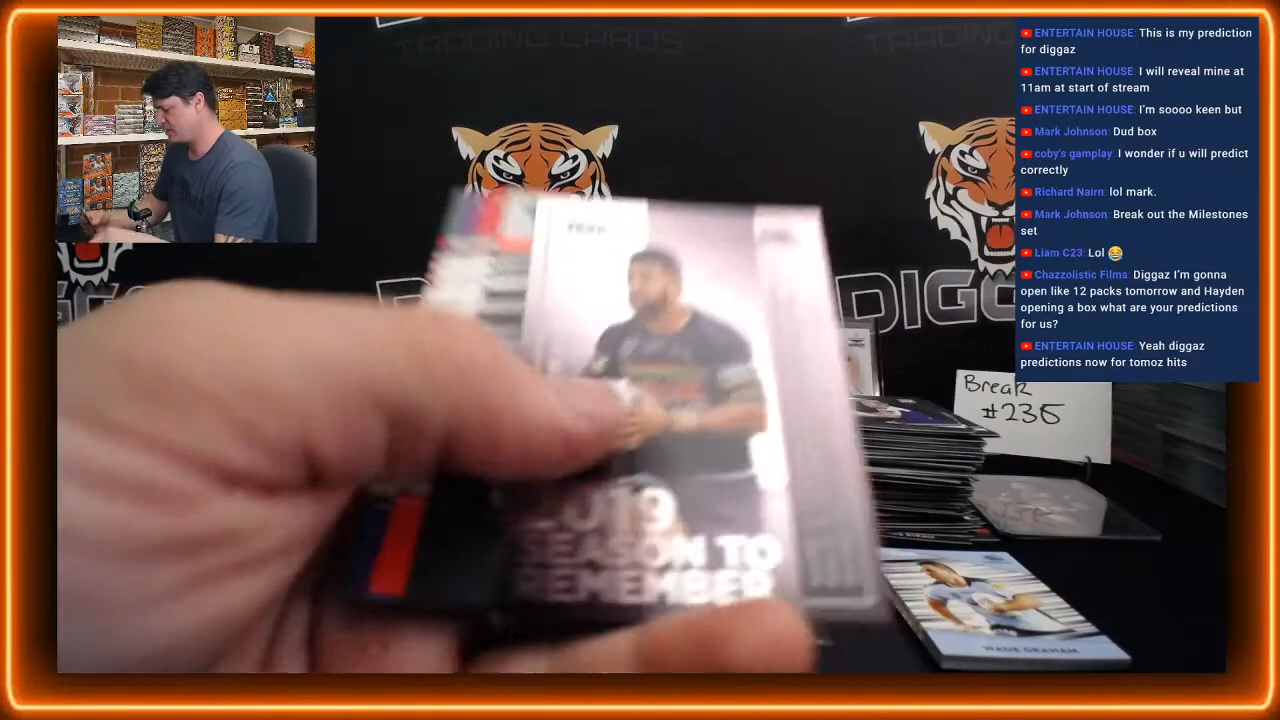 ENTERTAIN HOUSE: This is my prediction
for diggaz
ENTERTAIN HOUSE: I will reveal mine at
11am at start of stream
ENTERTAIN HOUSE: I'm soooo keen but
Mark Johnson: Dud box
coby's gamplay: I wonder if u will predict
correctly
Richard Nairn: lol mark.
Mark Johnson: Break out the Milestones
set
Liam C23: Lol 😂
Chazzolistic Films: Diggaz I'm gonna
open like 12 packs tomorrow and Hayden
opening a box what are your predictions
for us?
ENTERTAIN HOUSE: Yeah diggaz
predictions now for tomoz hits
TRADING CARDS
DIGG
Break
#236
2019
SEASON TO
REMEMBER
WADE GRAHAM